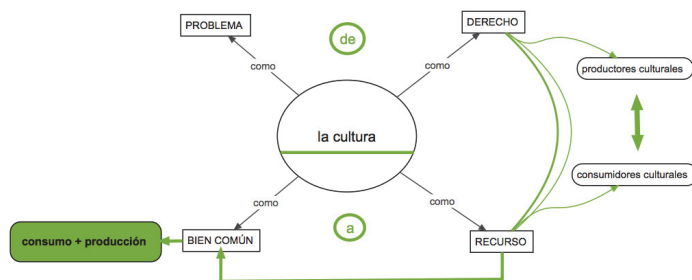 PROBLEMA
de
DERECHO
como
como
productores culturales
la cultura
consumidores culturales
como
como
a
consumo + producción
BIEN COMÚN
RECURSO